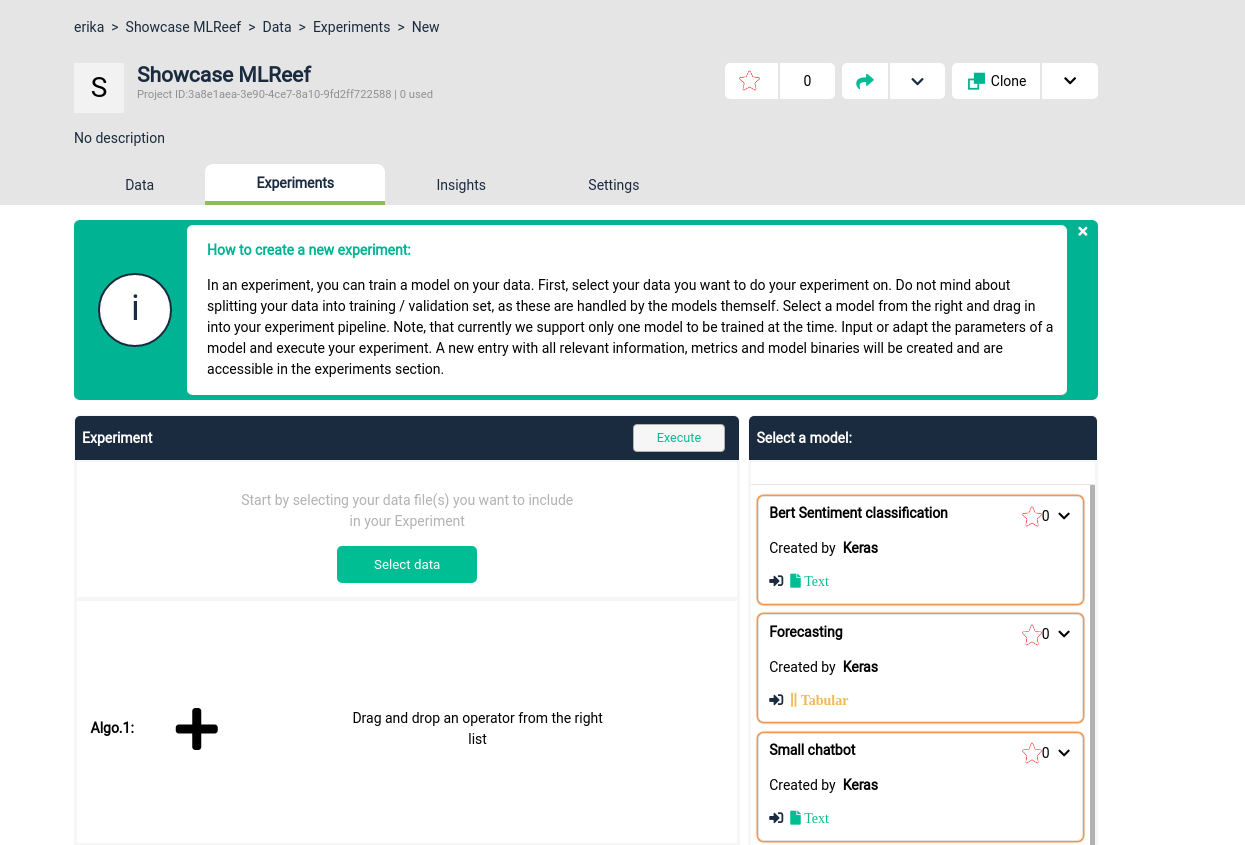 erika > Showcase MLReef > Data > Experiments > New
S
Showcase MLReef
Project ID:3a8e1aea-3e90-4ce7-8a10-9fd2ff722588 | 0 used
0
Clone
No description
Data
Experiments
Insights
Settings
How to create a new experiment:
i
In an experiment, you can train a model on your data. First, select your data you want to do your experiment on. Do not mind about
splitting your data into training / validation set, as these are handled by the models themself. Select a model from the right and drag in
into your experiment pipeline. Note, that currently we support only one model to be trained at the time. Input or adapt the parameters of a
model and execute your experiment. A new entry with all relevant information, metrics and model binaries will be created and are
accessible in the experiments section.
Experiment
Execute
Start by selecting your data file(s) you want to include
in your Experiment
Select data
Algo.1:
Drag and drop an operator from the right
list
Select a model:
Bert Sentiment classification
0
Created by Keras
Text
Forecasting
0
Created by Keras
Tabular
Small chatbot
0
Created by Keras
Text